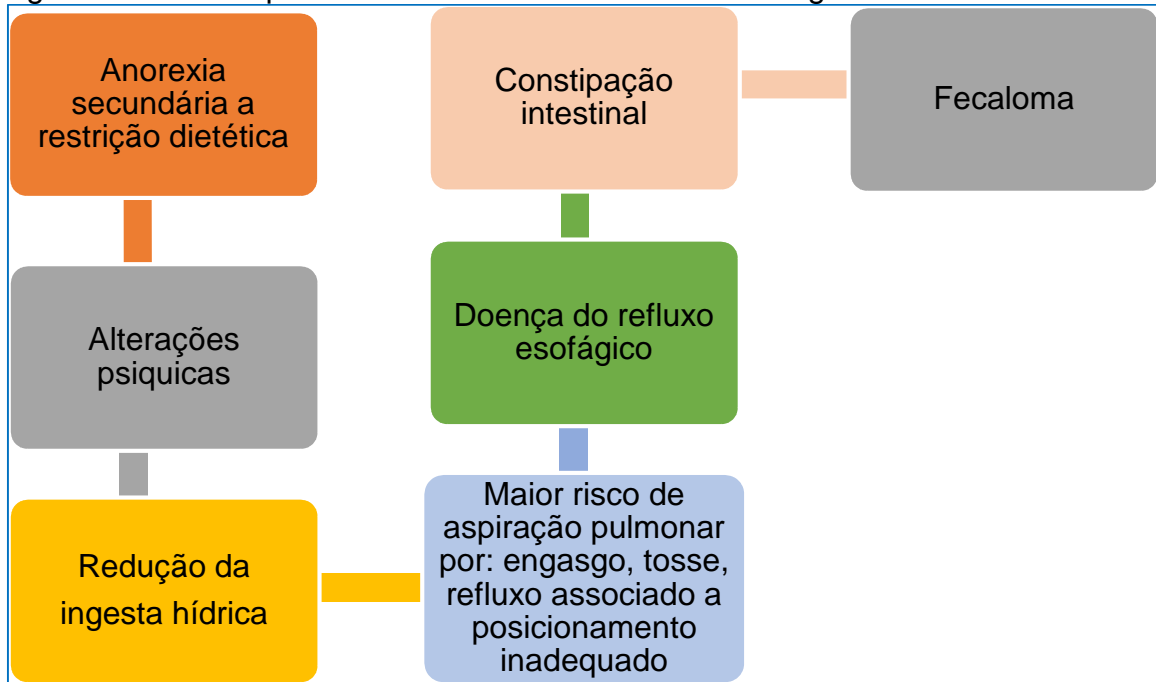 Anorexia
secundária a
restrição dietética
Alterações
psiquicas
Redução da
ingesta hídrica
Maior risco de
aspiração pulmonar
por: engasgo, tosse,
refluxo associado a
posicionamento
inadequado
Doença do refluxo
esofágico
Constipação
intestinal
Fecaloma